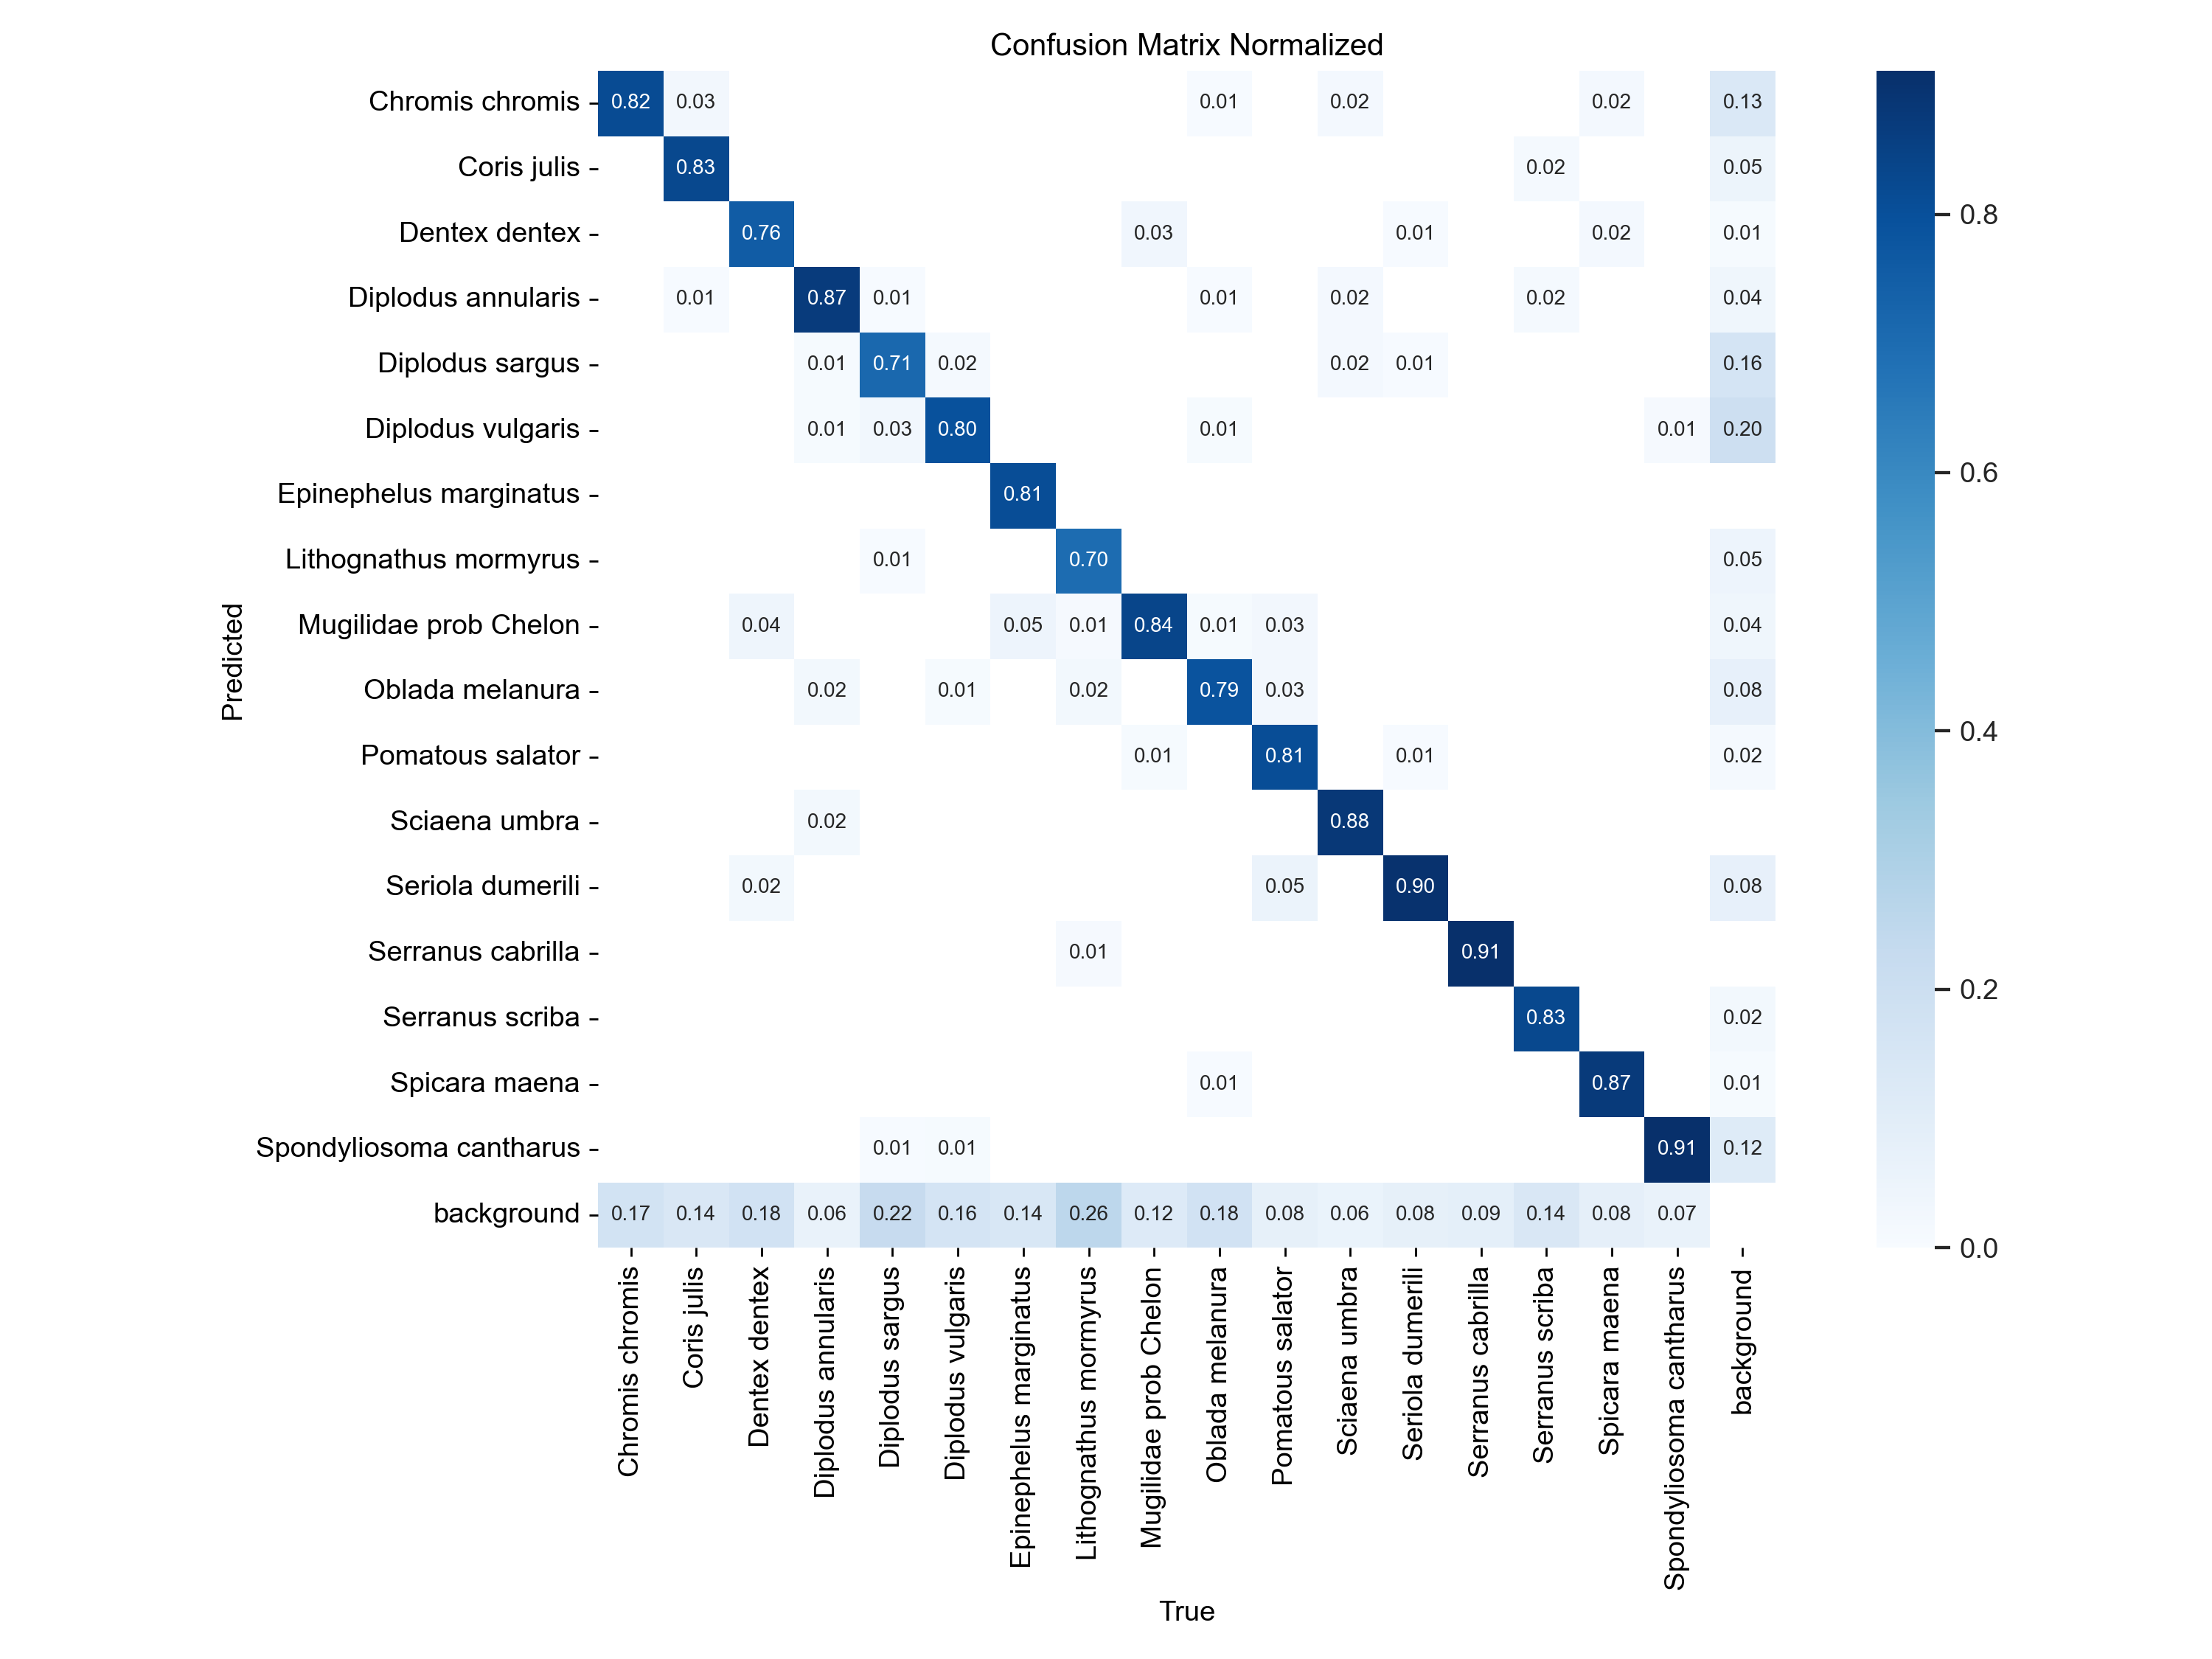 Confusion Matrix Normalized
Chromis chromis 0.82 0.03 0.01 0.02 0.02 0.13
Coris julis 0.83 0.02 0.05
0.8
Dentex dentex 0.76 0.03 0.01 0.02 0.01
Diplodus annularis 0.01 0.87 0.01 0.01 0.02 0.02 0.04
Diplodus sargus 0.01 0.71 0.02 0.02 0.01 0.16
Diplodus vulgaris 0.01 0.03 0.80 0.01 0.01 0.20
0.6
Epinephelus marginatus 0.81
Lithognathus mormyrus 0.01 0.70 0.05
Mugilidae prob Chelon 0.04 0.05 0.01 0.84 0.01 0.03 0.04
Predicted
Oblada melanura 0.02 0.01 0.02 0.79 0.03 0.08
0.4
Pomatous salator 0.01 0.81 0.01 0.02
Sciaena umbra 0.02 0.88
Seriola dumerili 0.02 0.05 0.90 0.08
Serranus cabrilla 0.01 0.91
0.2
Serranus scriba 0.83 0.02
Spicara maena 0.01 0.87 0.01
Spondyliosoma cantharus 0.01 0.01 0.91 0.12
background 0.17 0.14 0.18 0.06 0.22 0.16 0.14 0.26 0.12 0.18 0.08 0.06 0.08 0.09 0.14 0.08 0.07
0.0
Chromis chromis
Coris julis
Dentex dentex
Diplodus annularis
Diplodus sargus
Diplodus vulgaris
Epinephelus marginatus
Lithognathus mormyrus
Mugilidae prob Chelon
Oblada melanura
Pomatous salator
Sciaena umbra
Seriola dumerili
Serranus cabrilla
Serranus scriba
Spicara maena
Spondyliosoma cantharus
background
True